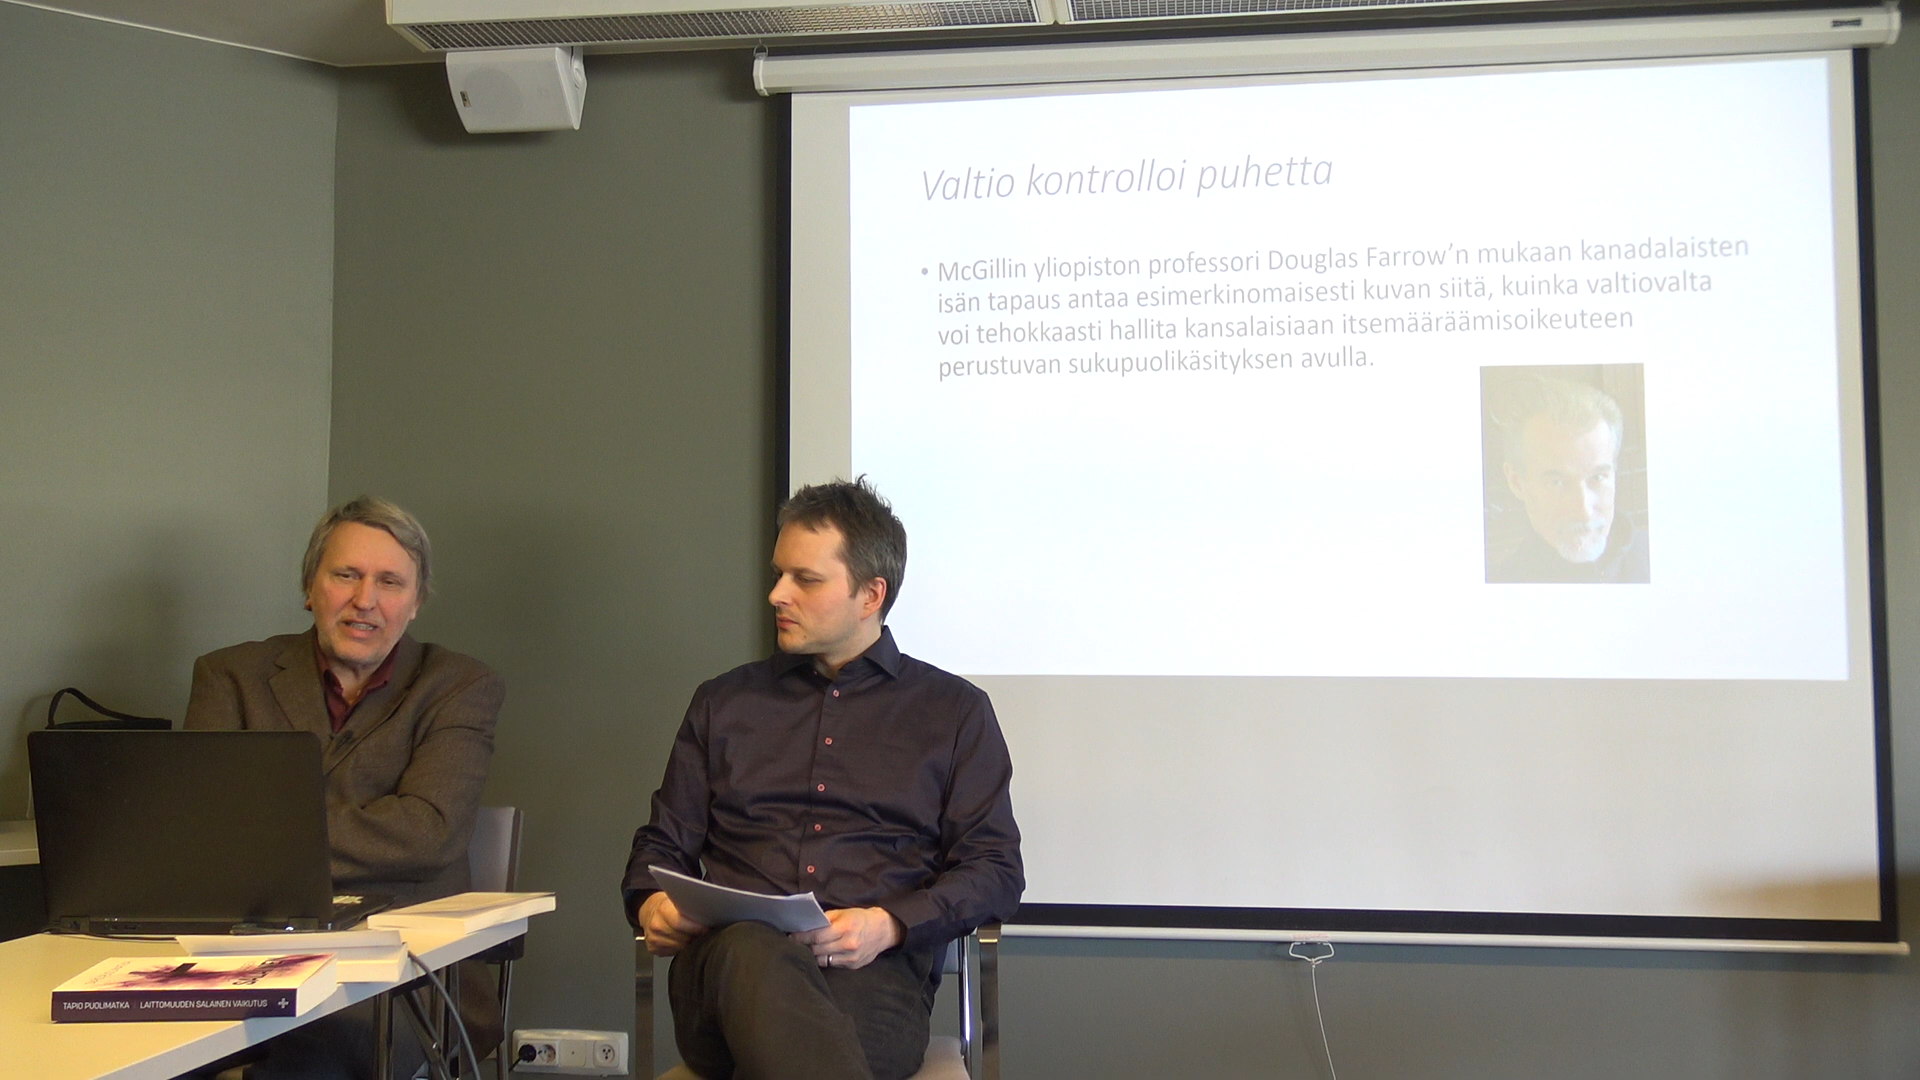 Valtio kontrolloi puhetta
• McGillin yliopiston professori Douglas Farrow’n mukaan kanadalaisten
isän tapaus antaa esimerkinomaisesti kuvan siitä, kuinka valtiovalta
voi tehokkaasti hallita kansalaisiaan itsemääräämisoikeuteen
perustuvan sukupuolikäsityksen avulla.
TAPIO PUOLIMATKA LAITTOMUUDEN SALAINEN VAIKUTUS